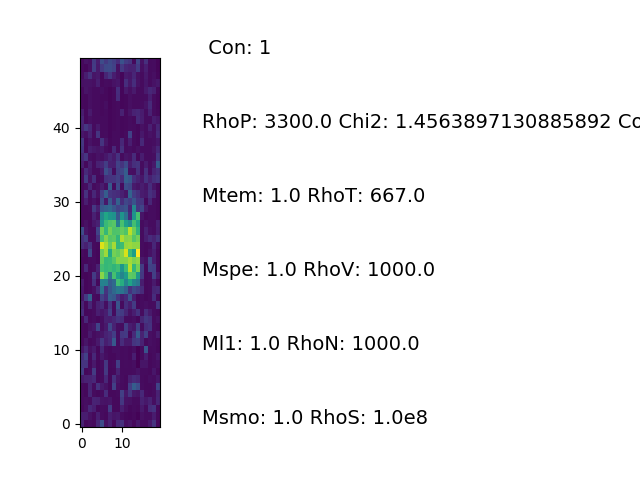 Con: 1
RhoP: 3300.0 Chi2: 1.4563897130885892 Co
Mtem: 1.0 RhoT: 667.0
Mspe: 1.0 RhoV: 1000.0
Ml1: 1.0 RhoN: 1000.0
Msmo: 1.0 RhoS: 1.0e8
40
30
20
10
0
0 10